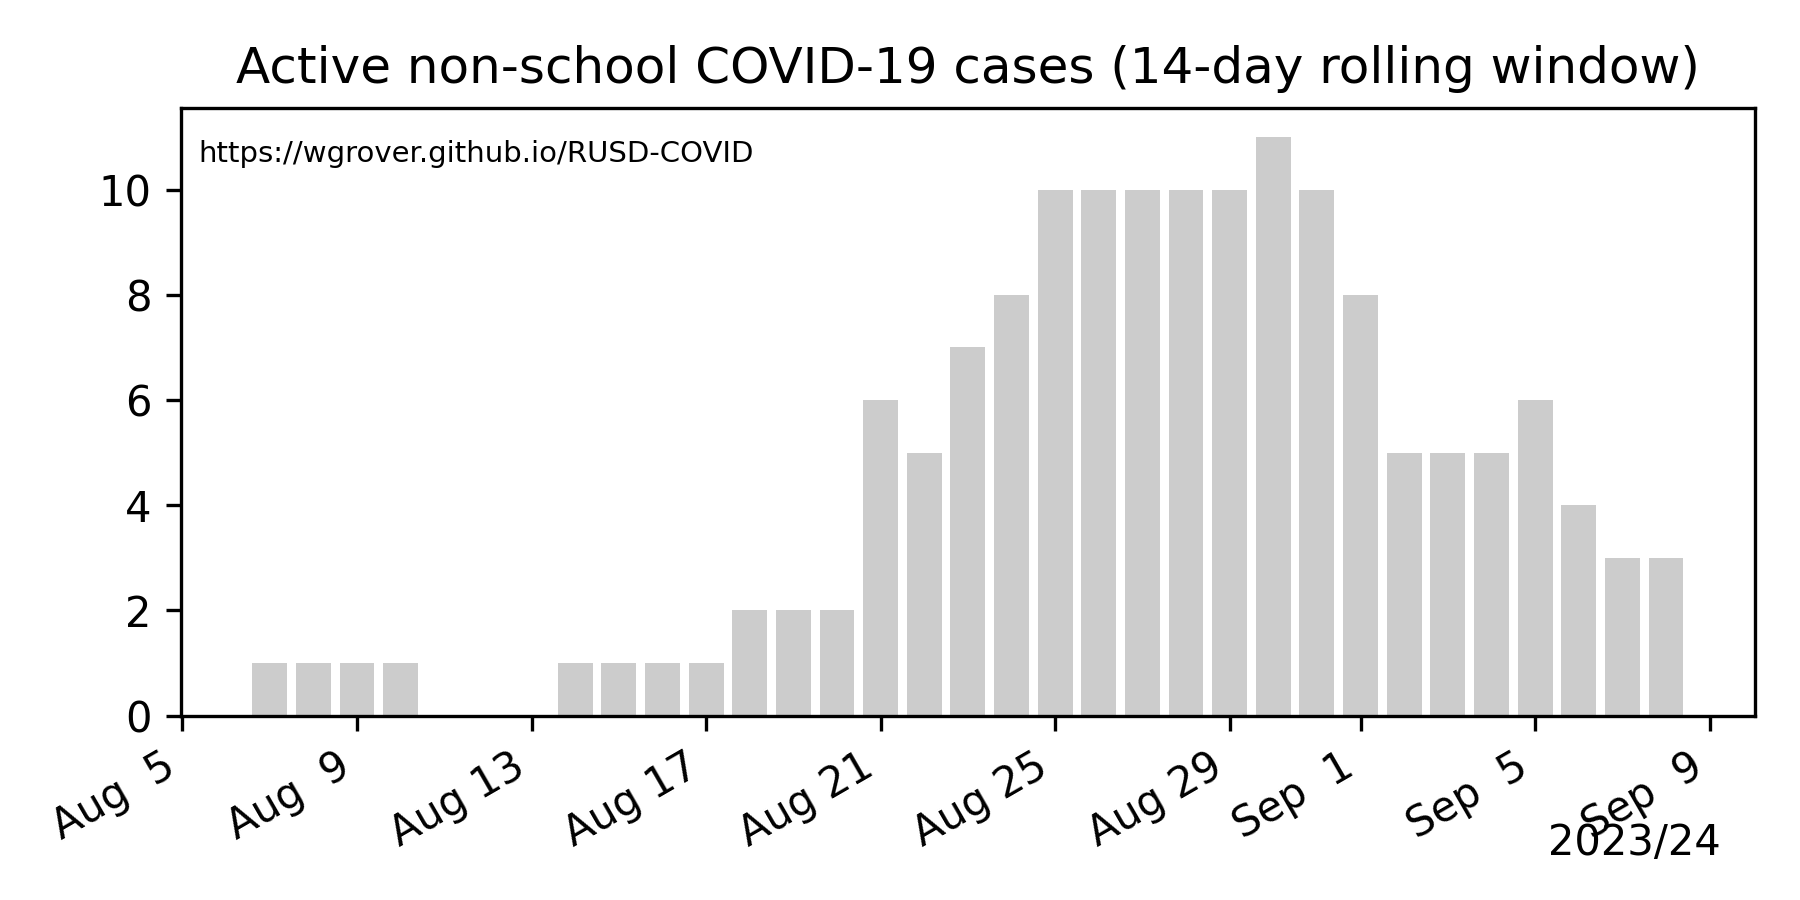 Active non-school COVID-19 cases (14-day rolling window)
https://wgrover.github.io/RUSD-COVID
10
8
6
4
2
0
Aug 5
Aug 9
Aug 13
Aug 17
Aug 21
Aug 25
Aug 29
Sep 1
Sep 5
Sep 9
2023/24